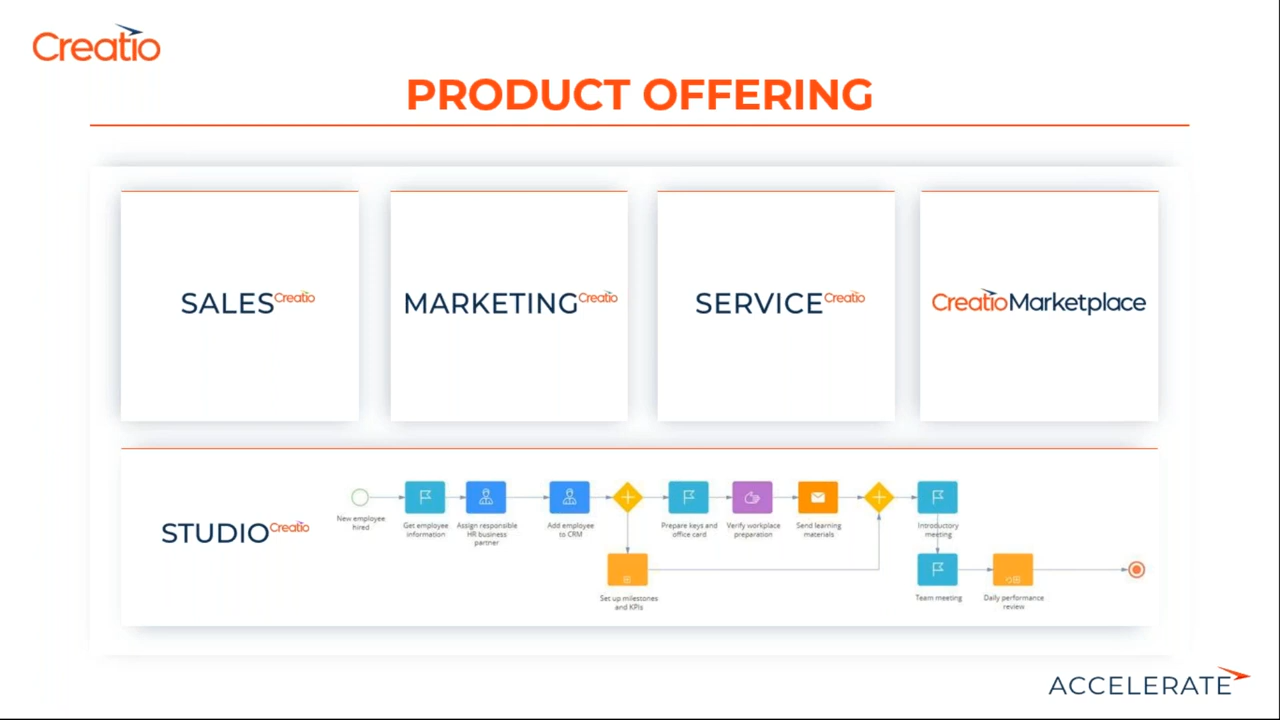 Creatio
PRODUCT OFFERING
SALES Creatio
MARKETING Creatio
SERVICE Creatio
Creatio Marketplace
STUDIO Creatio
New employee
hired
Get employee
information
Assign responsible
HR business
partner
Add employee
to CRM
Prepare keys and
office card
Verify workplace
preparation
Send learning
materials
Introductory
meeting
Set up milestones
and KPIs
Team meeting
Daily performance
review
ACCELERATE